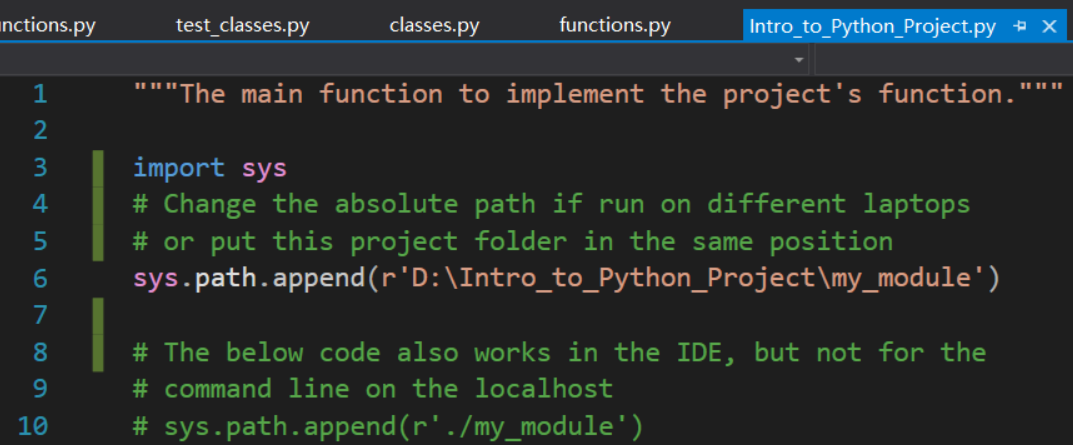 nctions.py test_classes.py classes.py functions.py Intro_to_Python_Project.py
1 """The main function to implement the project's function."""
2
3 import sys
4 # Change the absolute path if run on different laptops
5 # or put this project folder in the same position
6 sys.path.append(r'D:\Intro_to_Python_Project\my_module')
7
8 # The below code also works in the IDE, but not for the
9 # command line on the localhost
10 # sys.path.append(r'./my_module')